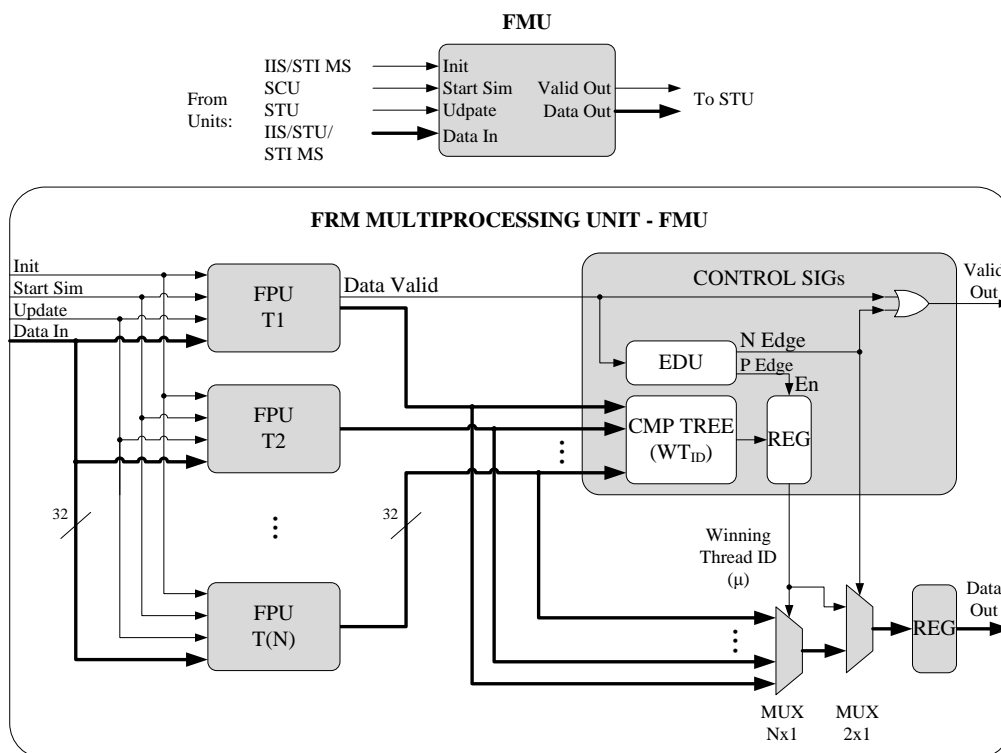 FMU
From
Units:
IIS/STI MS
SCU
STU
IIS/STU/
STI MS
Init
Start Sim
Udpate
Data In
Valid Out
Data Out
To STU
FRM MULTIPROCESSING UNIT - FMU
Init
Start Sim
Update
Data In
FPU
T1
Data Valid
CONTROL SIGs
Valid
Out
EDU
N Edge
P Edge
En
FPU
T2
CMP TREE
(WT_ID)
REG
32
32
Winning
Thread ID
(μ)
FPU
T(N)
Data
Out
REG
MUX
Nx1
MUX
2x1